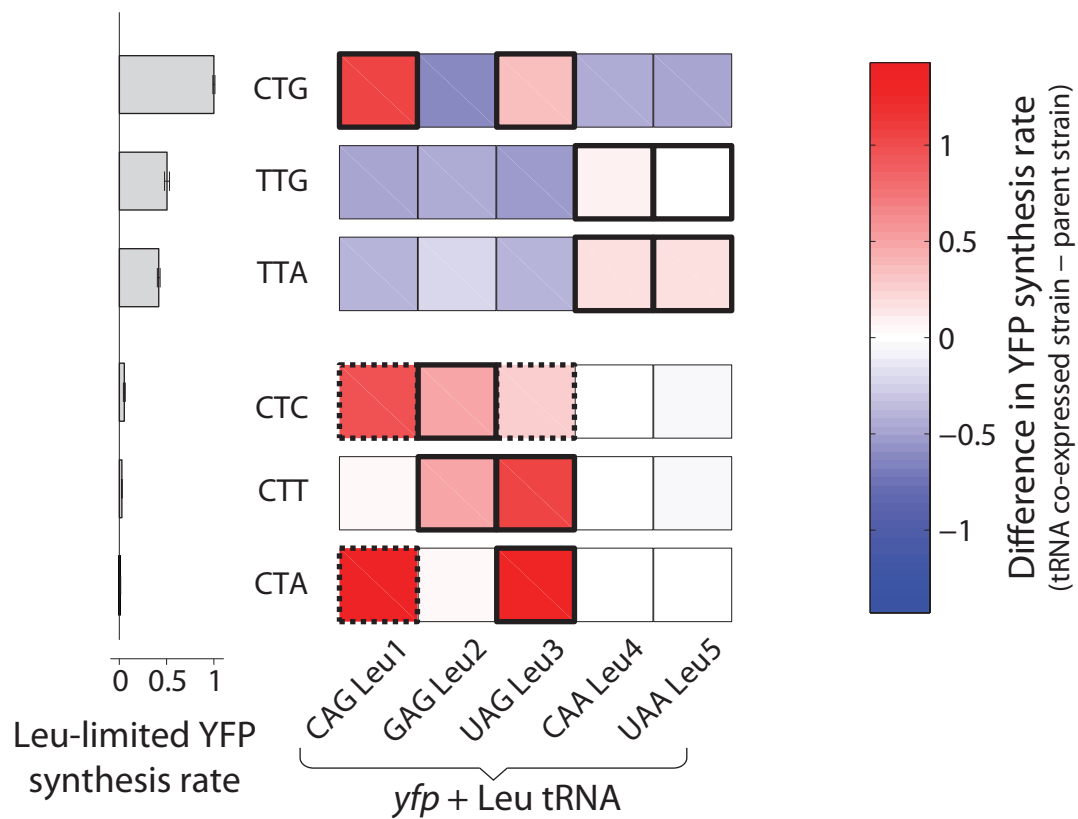 CTG
TTG
TTA
CTC
CTT
CTA
0 0.5 1
Leu-limited YFP
synthesis rate
CAG Leu1
GAG Leu2
UAG Leu3
CAA Leu4
UAA Leu5
yfp + Leu tRNA
1
0.5
0
−0.5
−1
Difference in YFP synthesis rate
(tRNA co-expressed strain − parent strain)